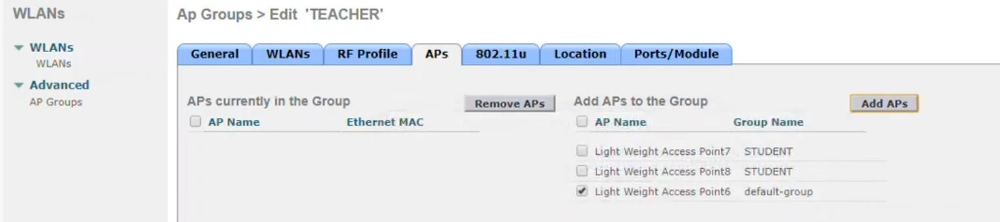 WLANs
WLANs
WLANs
Advanced
AP Groups
Ap Groups > Edit 'TEACHER'
General WLANs RF Profile APs 802.11u Location Ports/Module
APs currently in the Group Remove APs
AP Name Ethernet MAC
Add APs to the Group Add APs
AP Name Group Name
Light Weight Access Point7 STUDENT
Light Weight Access Point8 STUDENT
Light Weight Access Point6 default-group